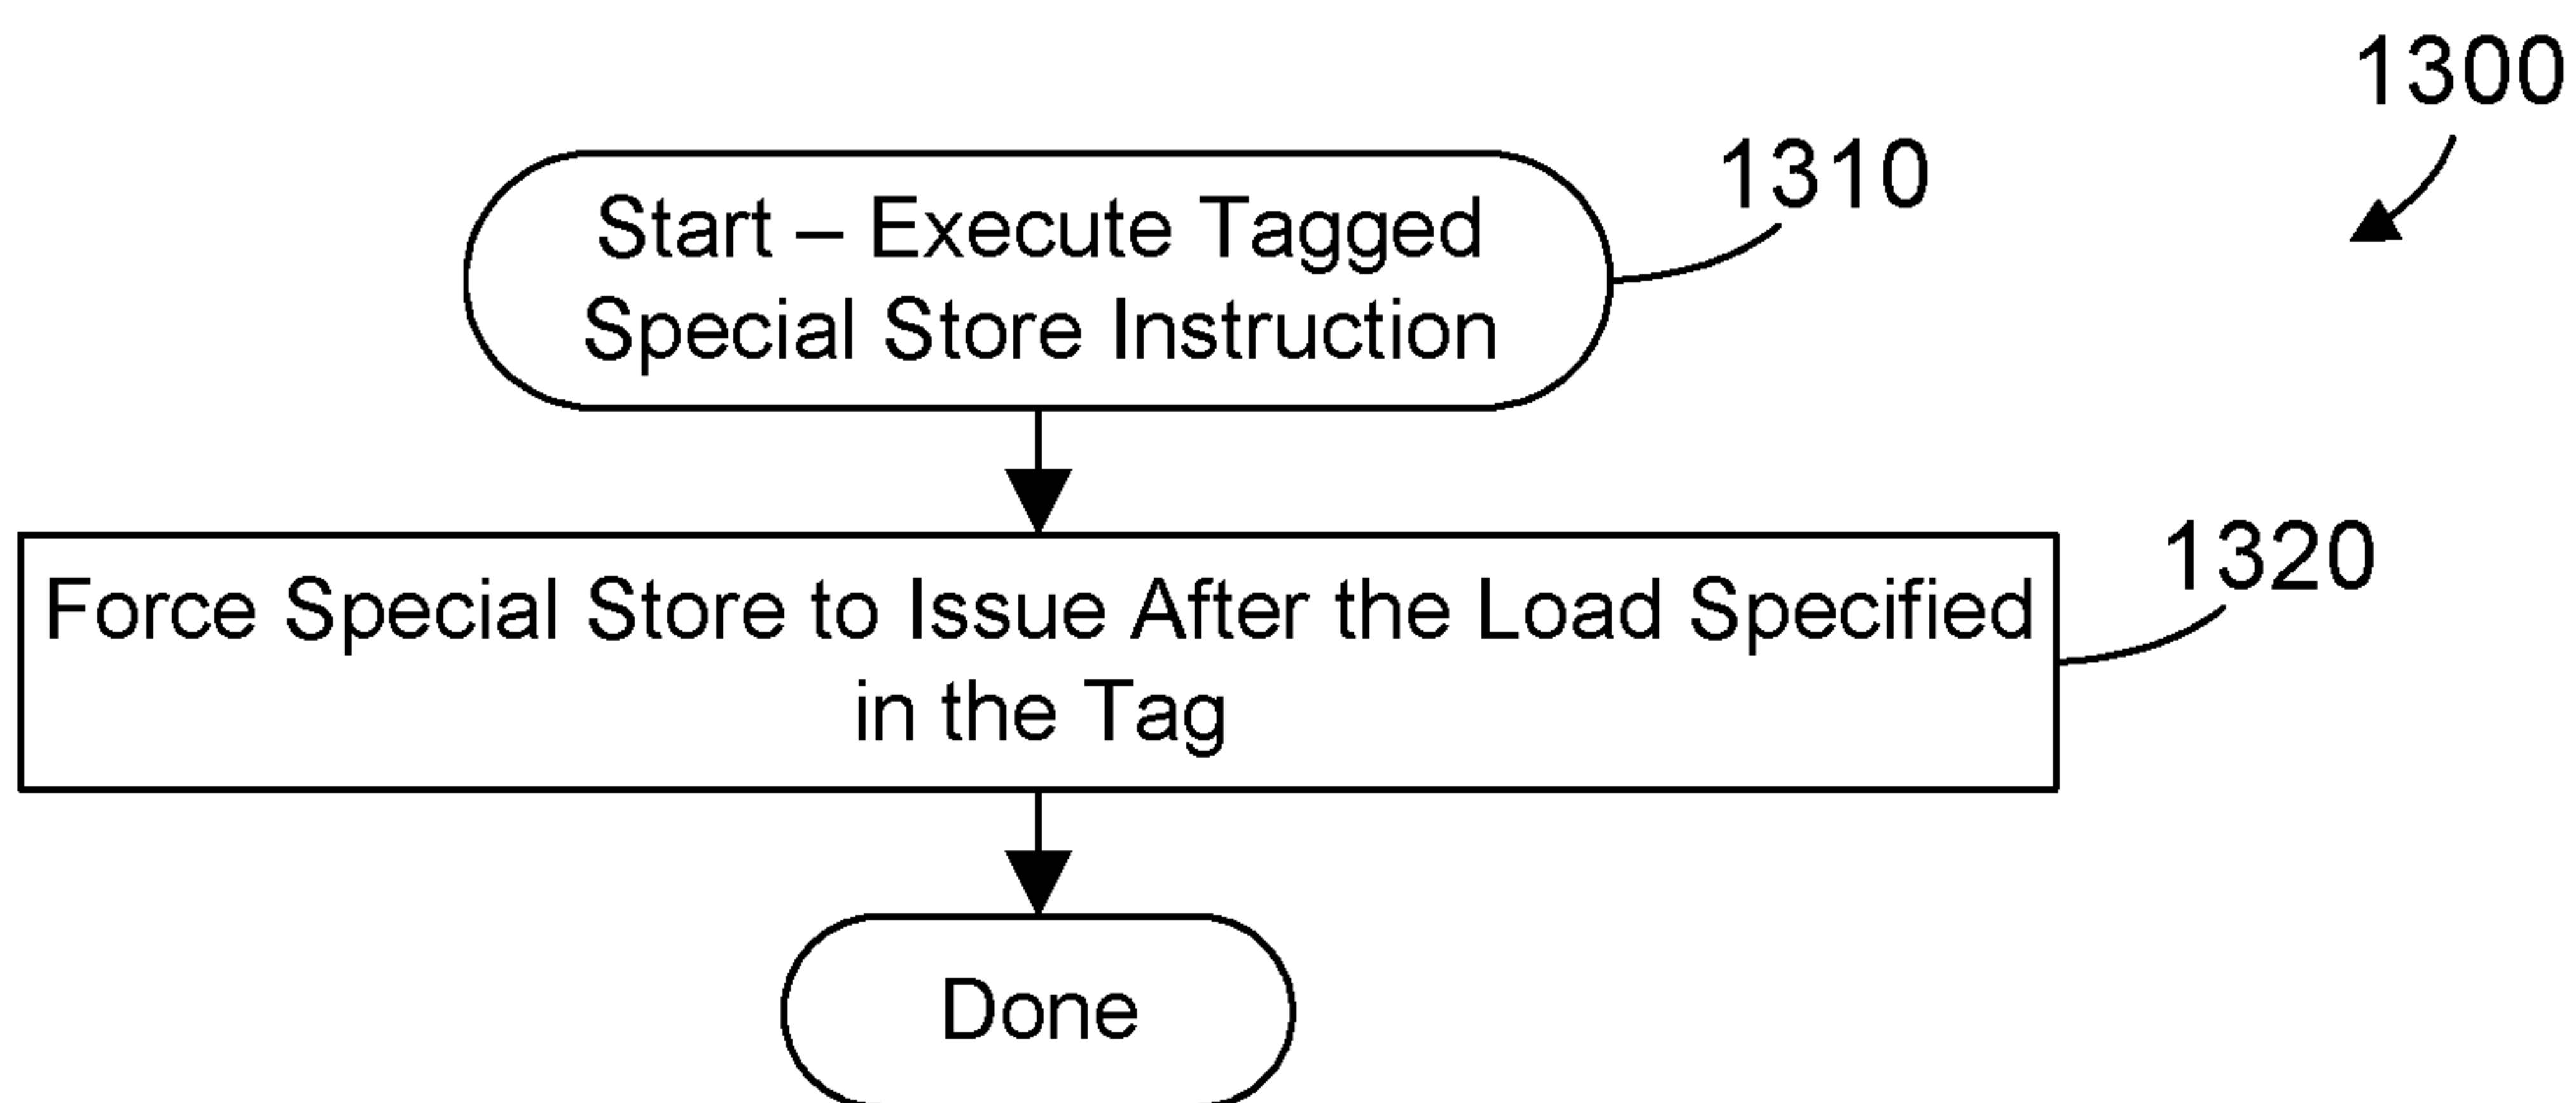 1300
1310
Start – Execute Tagged
Special Store Instruction
1320
Force Special Store to Issue After the Load Specified
in the Tag
Done